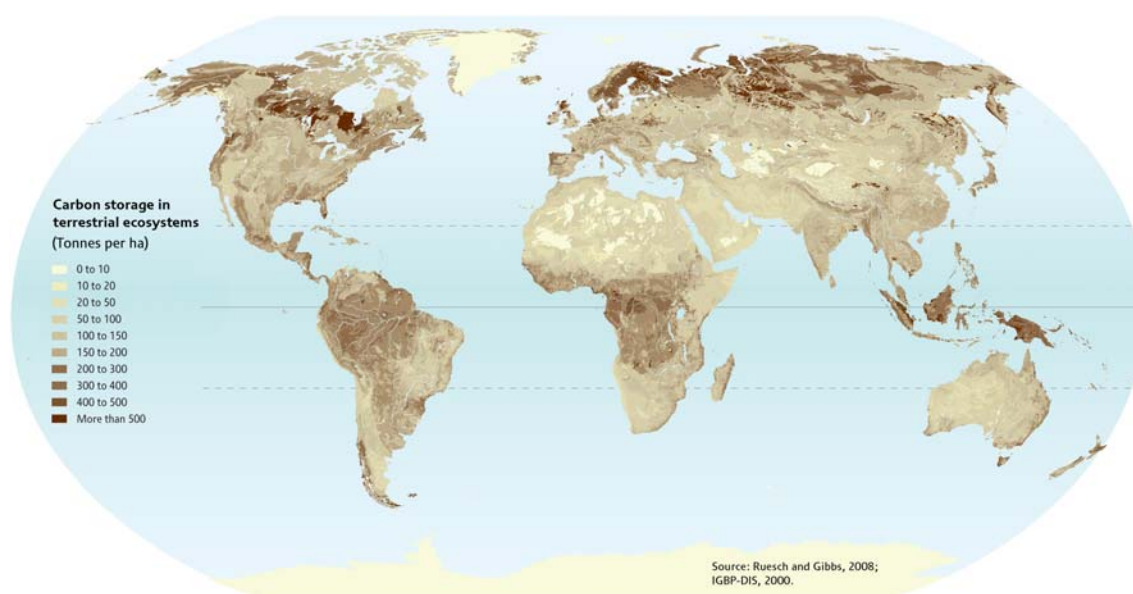 Carbon storage in
terrestrial ecosystems
(Tonnes per ha)
0 to 10
10 to 20
20 to 50
50 to 100
100 to 150
150 to 200
200 to 300
300 to 400
400 to 500
More than 500
Source: Ruesch and Gibbs, 2008;
IGBP-DIS, 2000.